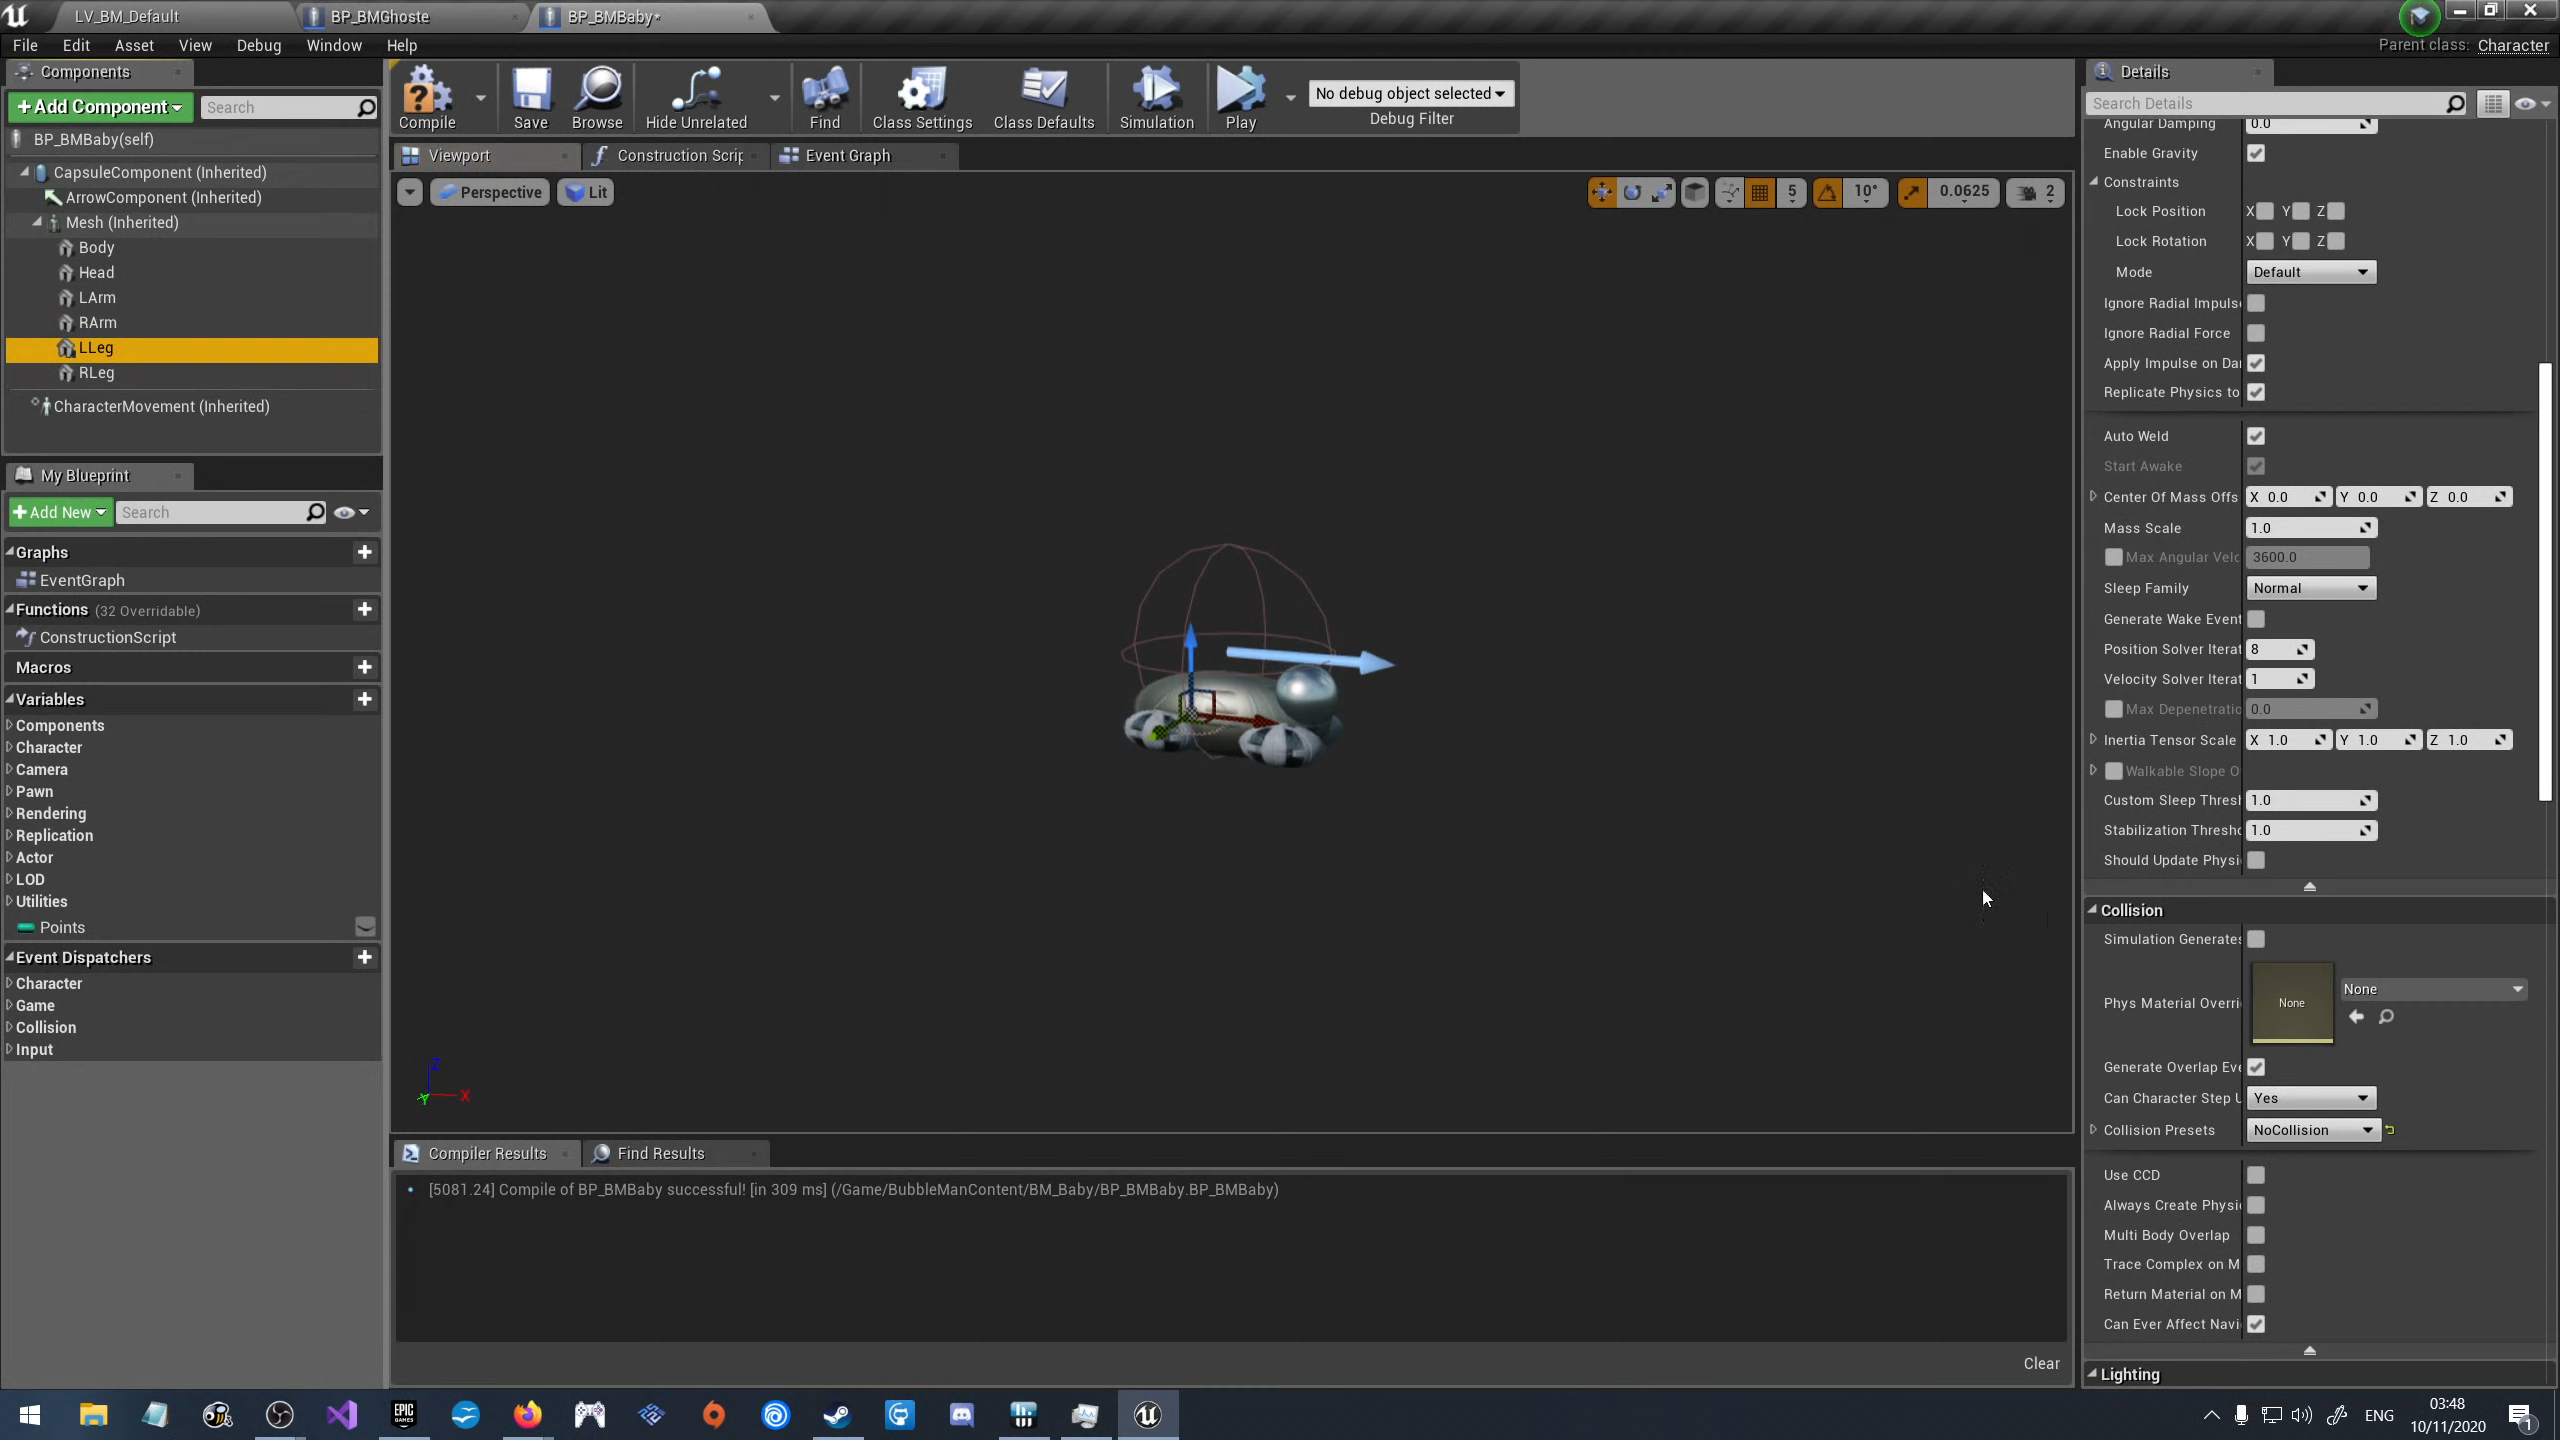 LV_BM_Default
BP_BMGhoste
BP_BMBaby*
File Edit Asset View Debug Window Help
Parent class: Character
Components
+Add Component
Search
BP_BMBaby(self)
CapsuleComponent (Inherited)
ArrowComponent (Inherited)
Mesh (Inherited)
Body
Head
LArm
RArm
LLeg
RLeg
CharacterMovement (Inherited)
My Blueprint
+Add New
Search
Graphs
EventGraph
Functions (32 Overridable)
ConstructionScript
Macros
Variables
Components
Character
Camera
Pawn
Rendering
Replication
Actor
LOD
Utilities
Points
Event Dispatchers
Character
Game
Collision
Input
Compile
Save
Browse
Hide Unrelated
Find
Class Settings
Class Defaults
Simulation
Play
No debug object selected
Debug Filter
Viewport
Construction Scrip
Event Graph
Perspective
Lit
5
10°
0.0625
2
Z
X
Y
Compiler Results
Find Results
[5081.24] Compile of BP_BMBaby successful! [in 309 ms] (/Game/BubbleManContent/BM_Baby/BP_BMBaby.BP_BMBaby)
Clear
Details
Search Details
Angular Damping 0.0
Enable Gravity
Constraints
Lock Position X Y Z
Lock Rotation X Y Z
Mode Default
Ignore Radial Impuls
Ignore Radial Force
Apply Impulse on Da
Replicate Physics to
Auto Weld
Start Awake
Center Of Mass Offs X 0.0 Y 0.0 Z 0.0
Mass Scale 1.0
Max Angular Velo 3600.0
Sleep Family Normal
Generate Wake Event
Position Solver Iterat 8
Velocity Solver Iterat 1
Max Depenetratio 0.0
Inertia Tensor Scale X 1.0 Y 1.0 Z 1.0
Walkable Slope O
Custom Sleep Thresh 1.0
Stabilization Thresho 1.0
Should Update Physi
Collision
Simulation Generates
Phys Material Overri None None
Generate Overlap Eve
Can Character Step U Yes
Collision Presets NoCollision
Use CCD
Always Create Physi
Multi Body Overlap
Trace Complex on M
Return Material on M
Can Ever Affect Navi
Lighting
EPIC GAMES
ENG
03:48
10/11/2020
1